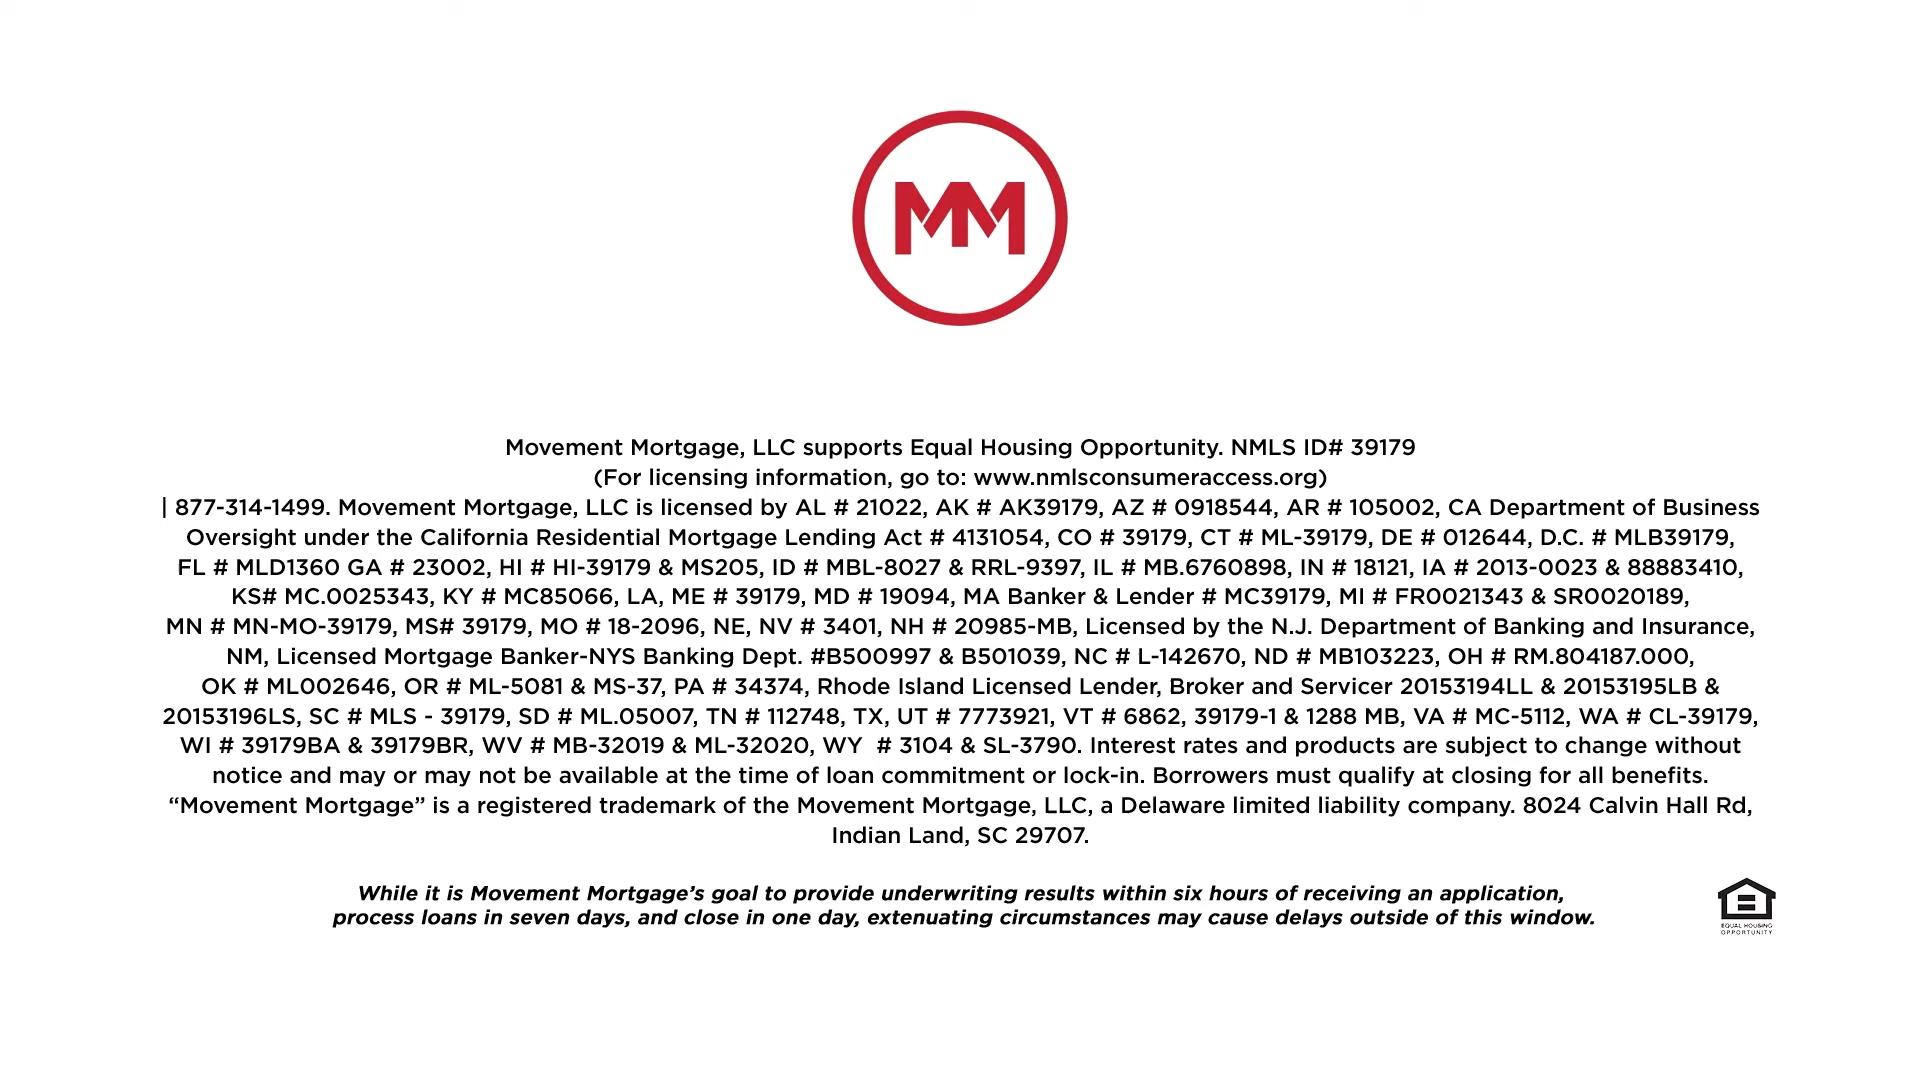 MM
Movement Mortgage, LLC supports Equal Housing Opportunity. NMLS ID# 39179
(For licensing information, go to: www.nmlsconsumeraccess.org)
| 877-314-1499. Movement Mortgage, LLC is licensed by AL # 21022, AK # AK39179, AZ # 0918544, AR # 105002, CA Department of Business
Oversight under the California Residential Mortgage Lending Act # 4131054, CO # 39179, CT # ML-39179, DE # 012644, D.C. # MLB39179,
FL # MLD1360 GA # 23002, HI # HI-39179 & MS205, ID # MBL-8027 & RRL-9397, IL # MB.6760898, IN # 18121, IA # 2013-0023 & 88883410,
KS# MC.0025343, KY # MC85066, LA, ME # 39179, MD # 19094, MA Banker & Lender # MC39179, MI # FR0021343 & SR0020189,
MN # MN-MO-39179, MS# 39179, MO # 18-2096, NE, NV # 3401, NH # 20985-MB, Licensed by the N.J. Department of Banking and Insurance,
NM, Licensed Mortgage Banker-NYS Banking Dept. #B500997 & B501039, NC # L-142670, ND # MB103223, OH # RM.804187.000,
OK # ML002646, OR # ML-5081 & MS-37, PA # 34374, Rhode Island Licensed Lender, Broker and Servicer 20153194LL & 20153195LB &
20153196LS, SC # MLS - 39179, SD # ML.05007, TN # 112748, TX, UT # 7773921, VT # 6862, 39179-1 & 1288 MB, VA # MC-5112, WA # CL-39179,
WI # 39179BA & 39179BR, WV # MB-32019 & ML-32020, WY  # 3104 & SL-3790. Interest rates and products are subject to change without
notice and may or may not be available at the time of loan commitment or lock-in. Borrowers must qualify at closing for all benefits.
“Movement Mortgage” is a registered trademark of the Movement Mortgage, LLC, a Delaware limited liability company. 8024 Calvin Hall Rd,
Indian Land, SC 29707.
While it is Movement Mortgage’s goal to provide underwriting results within six hours of receiving an application,
process loans in seven days, and close in one day, extenuating circumstances may cause delays outside of this window.
EQUAL HOUSING
OPPORTUNITY